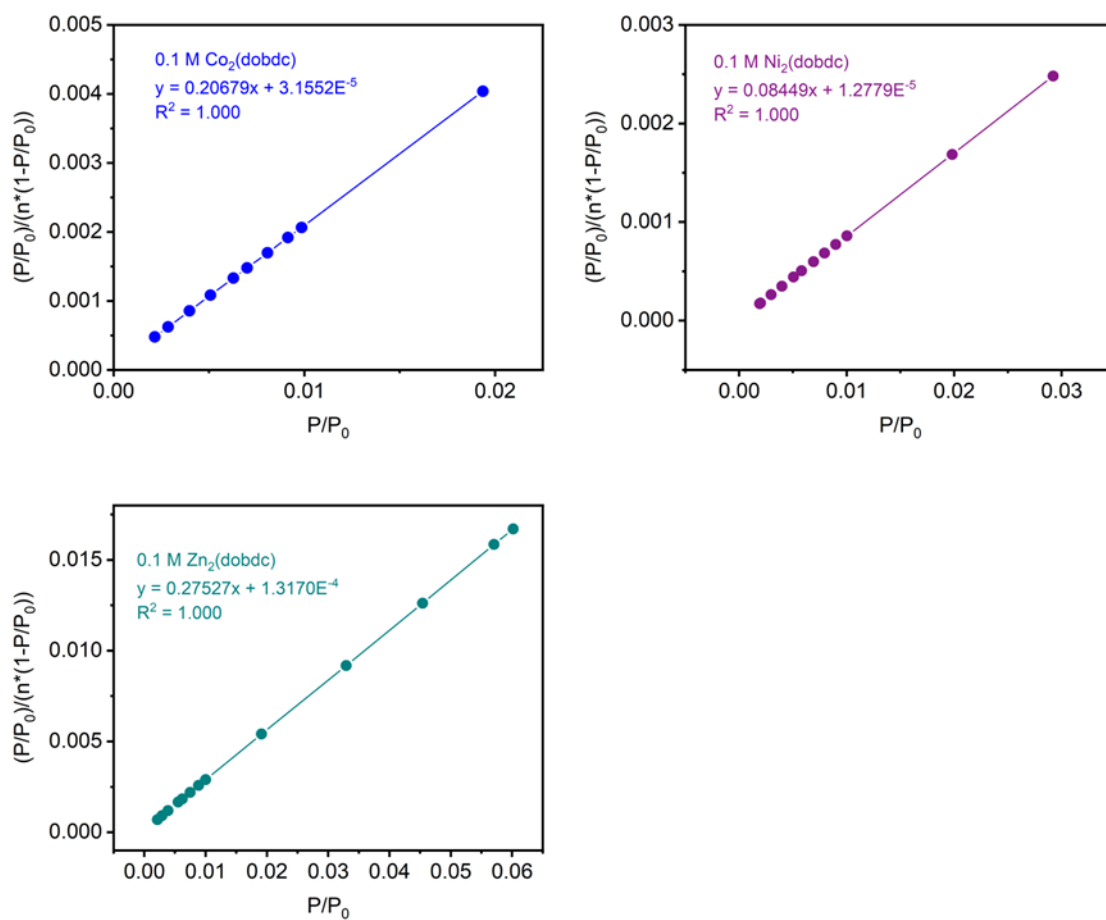 0.005
0.004
0.003
0.002
0.001
0.000
(P/P₀)/(n*(1-P/P₀))
0.1 M Co₂(dobdc)
y = 0.20679x + 3.1552E⁻⁵
R² = 1.000
0.00
0.01
0.02
P/P₀
0.003
0.002
0.001
0.000
(P/P₀)/(n*(1-P/P₀))
0.1 M Ni₂(dobdc)
y = 0.08449x + 1.2779E⁻⁵
R² = 1.000
0.00
0.01
0.02
0.03
P/P₀
0.015
0.010
0.005
0.000
(P/P₀)/(n*(1-P/P₀))
0.1 M Zn₂(dobdc)
y = 0.27527x + 1.3170E⁻⁴
R² = 1.000
0.00
0.01
0.02
0.03
0.04
0.05
0.06
P/P₀